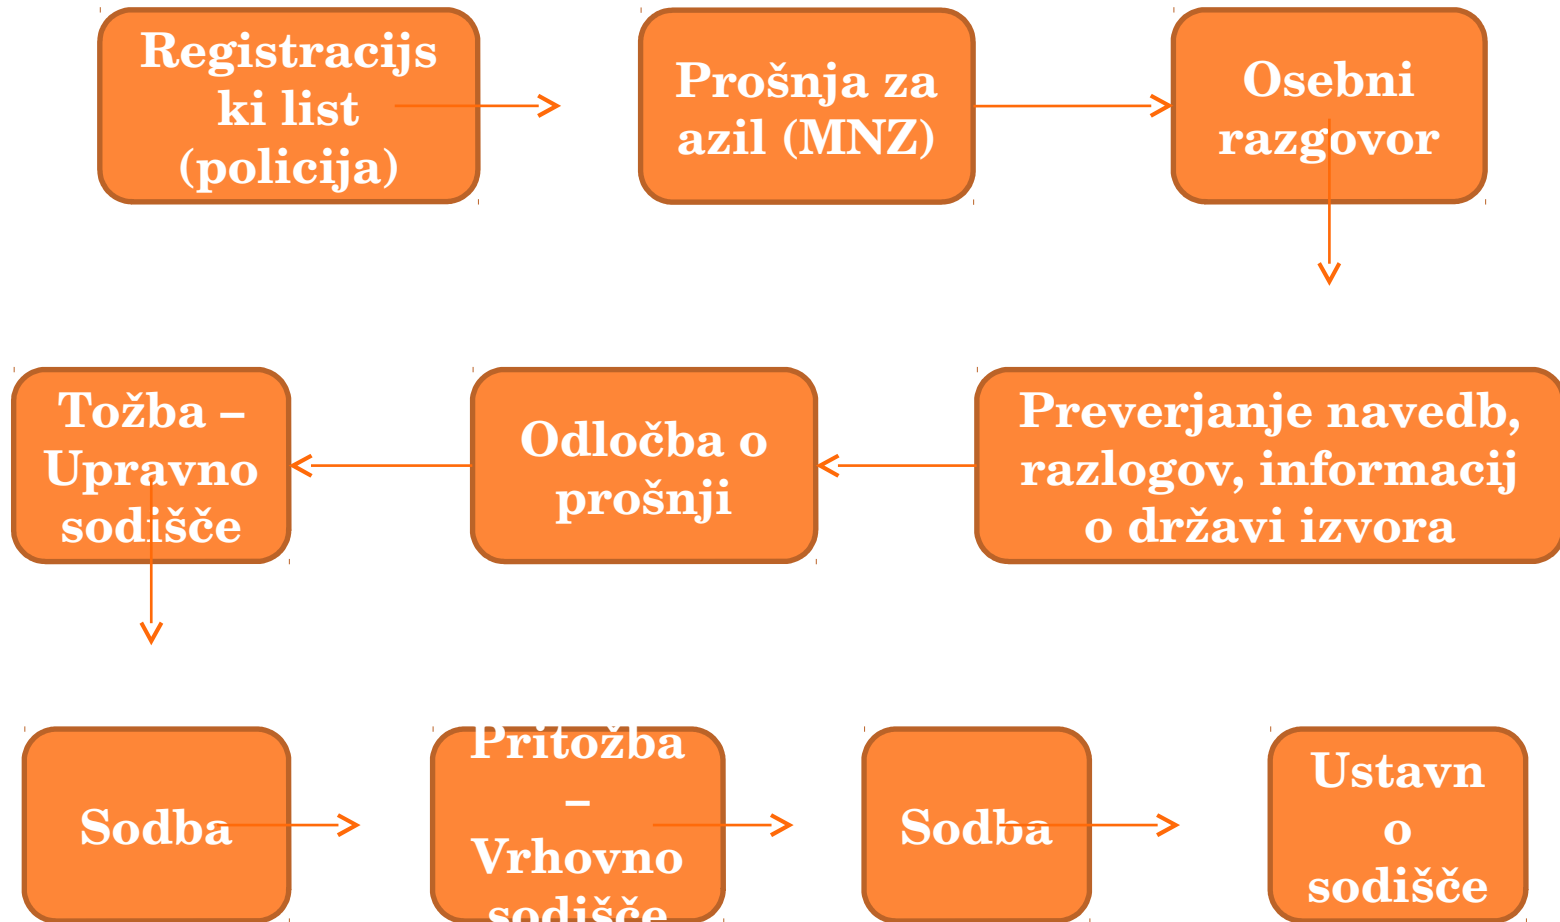 Registracijs
ki list
(policija)
Prošnja za
azil (MNZ)
Osebni
razgovor
Tožba –
Upravno
sodišče
Odločba o
prošnji
Preverjanje navedb,
razlogov, informacij
o državi izvora
Sodba
Pritožba
–
Vrhovno
sodišče
Sodba
Ustavn
o
sodišče